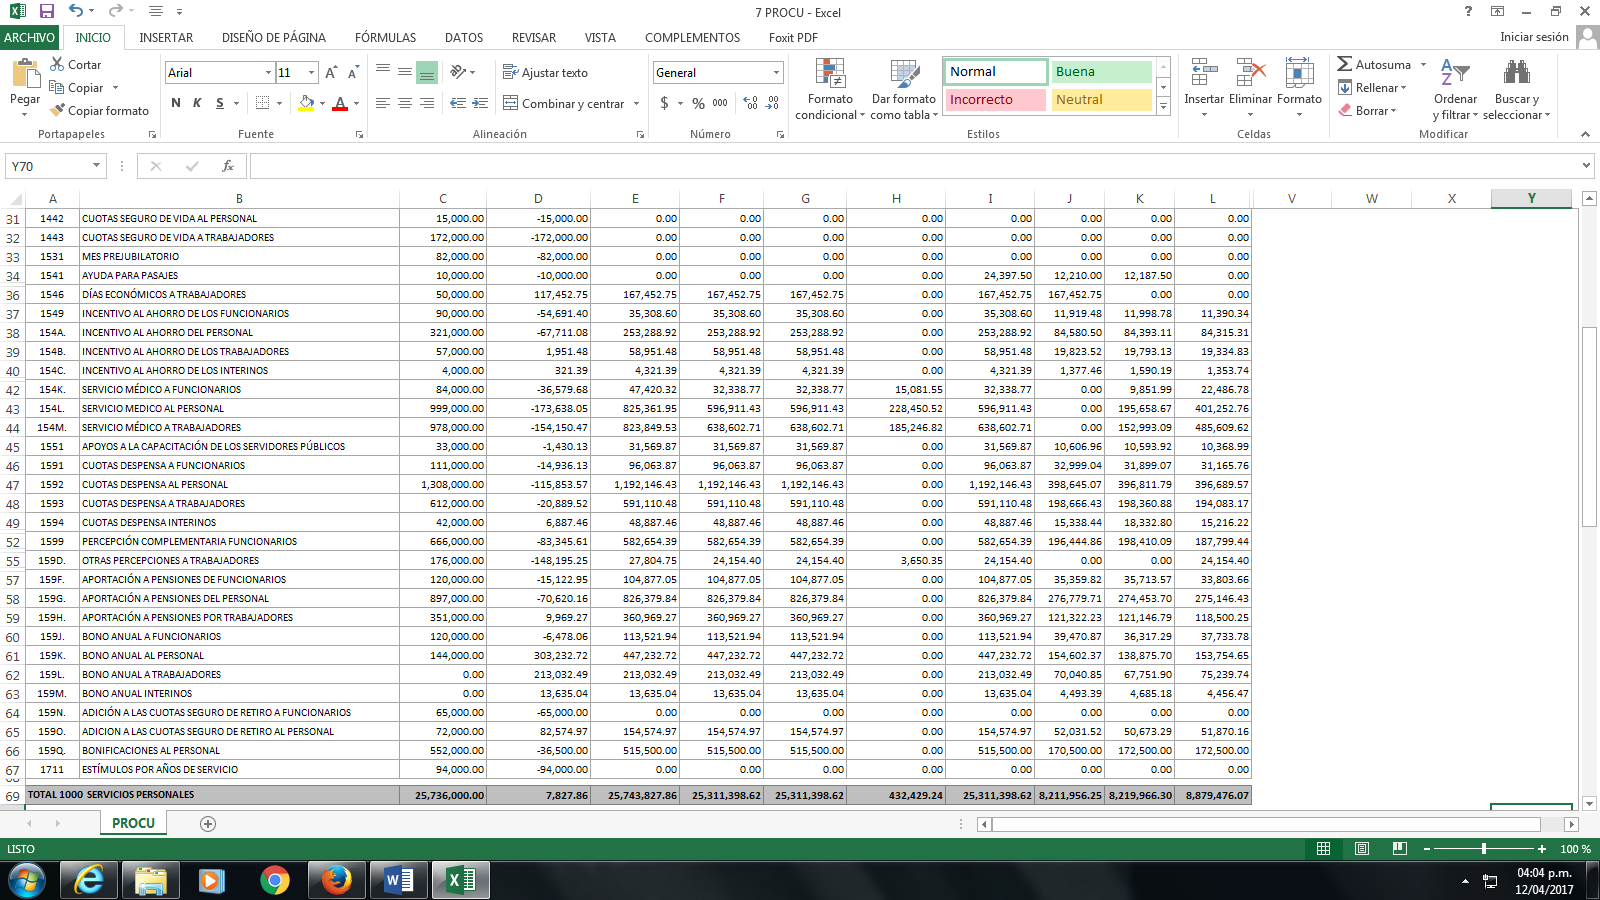 7 PROCU - Excel
ARCHIVO INICIO INSERTAR DISEÑO DE PÁGINA FÓRMULAS DATOS REVISAR VISTA COMPLEMENTOS Foxit PDF Iniciar sesión
Pegar Cortar Copiar Copiar formato Portapapeles
Arial 11 N K S A Fuente
Ajustar texto Combinar y centrar Alineación
General $ % 000 Número
Formato condicional Dar formato como tabla Normal Buena Incorrecto Neutral Estilos
Insertar Eliminar Formato Celdas
Autosuma Rellenar Borrar Ordenar y filtrar Buscar y seleccionar Modificar
Y70 fx
A B C D E F G H I J K L V W X Y
31 1442 CUOTAS SEGURO DE VIDA AL PERSONAL 15,000.00 -15,000.00 0.00 0.00 0.00 0.00 0.00 0.00 0.00 0.00
32 1443 CUOTAS SEGURO DE VIDA A TRABAJADORES 172,000.00 -172,000.00 0.00 0.00 0.00 0.00 0.00 0.00 0.00 0.00
33 1531 MES PREJUBILATORIO 82,000.00 -82,000.00 0.00 0.00 0.00 0.00 0.00 0.00 0.00 0.00
34 1541 AYUDA PARA PASAJES 10,000.00 -10,000.00 0.00 0.00 0.00 0.00 24,397.50 12,210.00 12,187.50 0.00
36 1546 DÍAS ECONÓMICOS A TRABAJADORES 50,000.00 117,452.75 167,452.75 167,452.75 167,452.75 0.00 167,452.75 167,452.75 0.00 0.00
37 1549 INCENTIVO AL AHORRO DE LOS FUNCIONARIOS 90,000.00 -54,691.40 35,308.60 35,308.60 35,308.60 0.00 35,308.60 11,919.48 11,998.78 11,390.34
38 154A. INCENTIVO AL AHORRO DEL PERSONAL 321,000.00 -67,711.08 253,288.92 253,288.92 253,288.92 0.00 253,288.92 84,580.50 84,393.11 84,315.31
39 154B. INCENTIVO AL AHORRO DE LOS TRABAJADORES 57,000.00 1,951.48 58,951.48 58,951.48 58,951.48 0.00 58,951.48 19,823.52 19,793.13 19,334.83
40 154C. INCENTIVO AL AHORRO DE LOS INTERINOS 4,000.00 321.39 4,321.39 4,321.39 4,321.39 0.00 4,321.39 1,377.46 1,590.19 1,353.74
42 154K. SERVICIO MÉDICO A FUNCIONARIOS 84,000.00 -36,579.68 47,420.32 32,338.77 32,338.77 15,081.55 32,338.77 0.00 9,851.99 22,486.78
43 154L. SERVICIO MEDICO AL PERSONAL 999,000.00 -173,638.05 825,361.95 596,911.43 596,911.43 228,450.52 596,911.43 0.00 195,658.67 401,252.76
44 154M. SERVICIO MÉDICO A TRABAJADORES 978,000.00 -154,150.47 823,849.53 638,602.71 638,602.71 185,246.82 638,602.71 0.00 152,993.09 485,609.62
45 1551 APOYOS A LA CAPACITACIÓN DE LOS SERVIDORES PÚBLICOS 33,000.00 -1,430.13 31,569.87 31,569.87 31,569.87 0.00 31,569.87 10,606.96 10,593.92 10,368.99
46 1591 CUOTAS DESPENSA A FUNCIONARIOS 111,000.00 -14,936.13 96,063.87 96,063.87 96,063.87 0.00 96,063.87 32,999.04 31,899.07 31,165.76
47 1592 CUOTAS DESPENSA AL PERSONAL 1,308,000.00 -115,853.57 1,192,146.43 1,192,146.43 1,192,146.43 0.00 1,192,146.43 398,645.07 396,811.79 396,689.57
48 1593 CUOTAS DESPENSA A TRABAJADORES 612,000.00 -20,889.52 591,110.48 591,110.48 591,110.48 0.00 591,110.48 198,666.43 198,360.88 194,083.17
49 1594 CUOTAS DESPENSA INTERINOS 42,000.00 6,887.46 48,887.46 48,887.46 48,887.46 0.00 48,887.46 15,338.44 18,332.80 15,216.22
52 1599 PERCEPCIÓN COMPLEMENTARIA FUNCIONARIOS 666,000.00 -83,345.61 582,654.39 582,654.39 582,654.39 0.00 582,654.39 196,444.86 198,410.09 187,799.44
55 159D. OTRAS PERCEPCIONES A TRABAJADORES 176,000.00 -148,195.25 27,804.75 24,154.40 24,154.40 3,650.35 24,154.40 0.00 0.00 24,154.40
57 159F. APORTACIÓN A PENSIONES DE FUNCIONARIOS 120,000.00 -15,122.95 104,877.05 104,877.05 104,877.05 0.00 104,877.05 35,359.82 35,713.57 33,803.66
58 159G. APORTACIÓN A PENSIONES DEL PERSONAL 897,000.00 -70,620.16 826,379.84 826,379.84 826,379.84 0.00 826,379.84 276,779.71 274,453.70 275,146.43
59 159H. APORTACIÓN A PENSIONES POR TRABAJADORES 351,000.00 9,969.27 360,969.27 360,969.27 360,969.27 0.00 360,969.27 121,322.23 121,146.79 118,500.25
60 159J. BONO ANUAL A FUNCIONARIOS 120,000.00 -6,478.06 113,521.94 113,521.94 113,521.94 0.00 113,521.94 39,470.87 36,317.29 37,733.78
61 159K. BONO ANUAL AL PERSONAL 144,000.00 303,232.72 447,232.72 447,232.72 447,232.72 0.00 447,232.72 154,602.37 138,875.70 153,754.65
62 159L. BONO ANUAL A TRABAJADORES 0.00 213,032.49 213,032.49 213,032.49 213,032.49 0.00 213,032.49 70,040.85 67,751.90 75,239.74
63 159M. BONO ANUAL INTERINOS 0.00 13,635.04 13,635.04 13,635.04 13,635.04 0.00 13,635.04 4,493.39 4,685.18 4,456.47
64 159N. ADICIÓN A LAS CUOTAS SEGURO DE RETIRO A FUNCIONARIOS 65,000.00 -65,000.00 0.00 0.00 0.00 0.00 0.00 0.00 0.00 0.00
65 159O. ADICION A LAS CUOTAS SEGURO DE RETIRO AL PERSONAL 72,000.00 82,574.97 154,574.97 154,574.97 154,574.97 0.00 154,574.97 52,031.52 50,673.29 51,870.16
66 159Q. BONIFICACIONES AL PERSONAL 552,000.00 -36,500.00 515,500.00 515,500.00 515,500.00 0.00 515,500.00 170,500.00 172,500.00 172,500.00
67 1711 ESTÍMULOS POR AÑOS DE SERVICIO 94,000.00 -94,000.00 0.00 0.00 0.00 0.00 0.00 0.00 0.00 0.00
69 TOTAL 1000 SERVICIOS PERSONALES 25,736,000.00 7,827.86 25,743,827.86 25,311,398.62 25,311,398.62 432,429.24 25,311,398.62 8,211,956.25 8,219,966.30 8,879,476.07
PROCU
LISTO 100 %
04:04 p.m.
12/04/2017